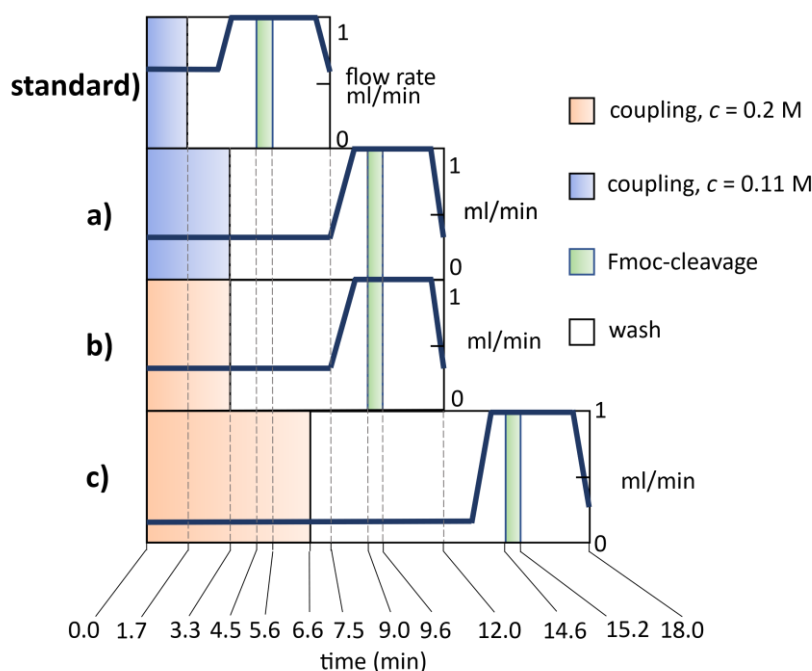 standard)
1
flow rate
ml/min
0
a)
1
ml/min
0
b)
1
ml/min
0
c)
1
ml/min
0
coupling, c = 0.2 M
coupling, c = 0.11 M
Fmoc-cleavage
wash
0.0 1.7 3.3 4.5 5.6 6.6 7.5 9.0 9.6 12.0 14.6 15.2 18.0
time (min)